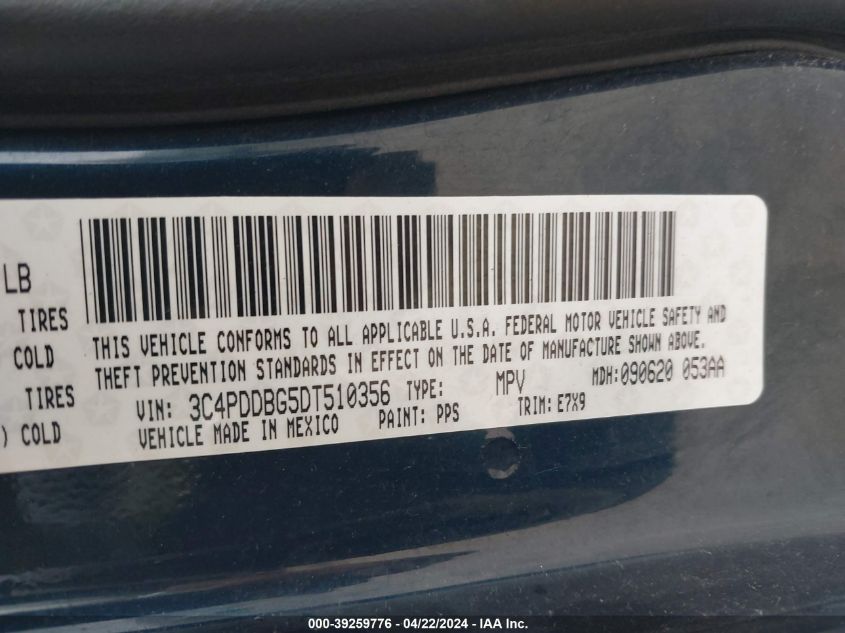 LB
TIRES
COLD
TIRES
) COLD
THIS VEHICLE CONFORMS TO ALL APPLICABLE U.S.A. FEDERAL MOTOR VEHICLE SAFETY AND
THEFT PREVENTION STANDARDS IN EFFECT ON THE DATE OF MANUFACTURE SHOWN ABOVE.
VIN: 3C4PDDBG5DT510356 TYPE: MPV MDH:090620 053AA
VEHICLE MADE IN MEXICO PAINT: PPS TRIM: E7X9
000-39259776 - 04/22/2024 - IAA Inc.